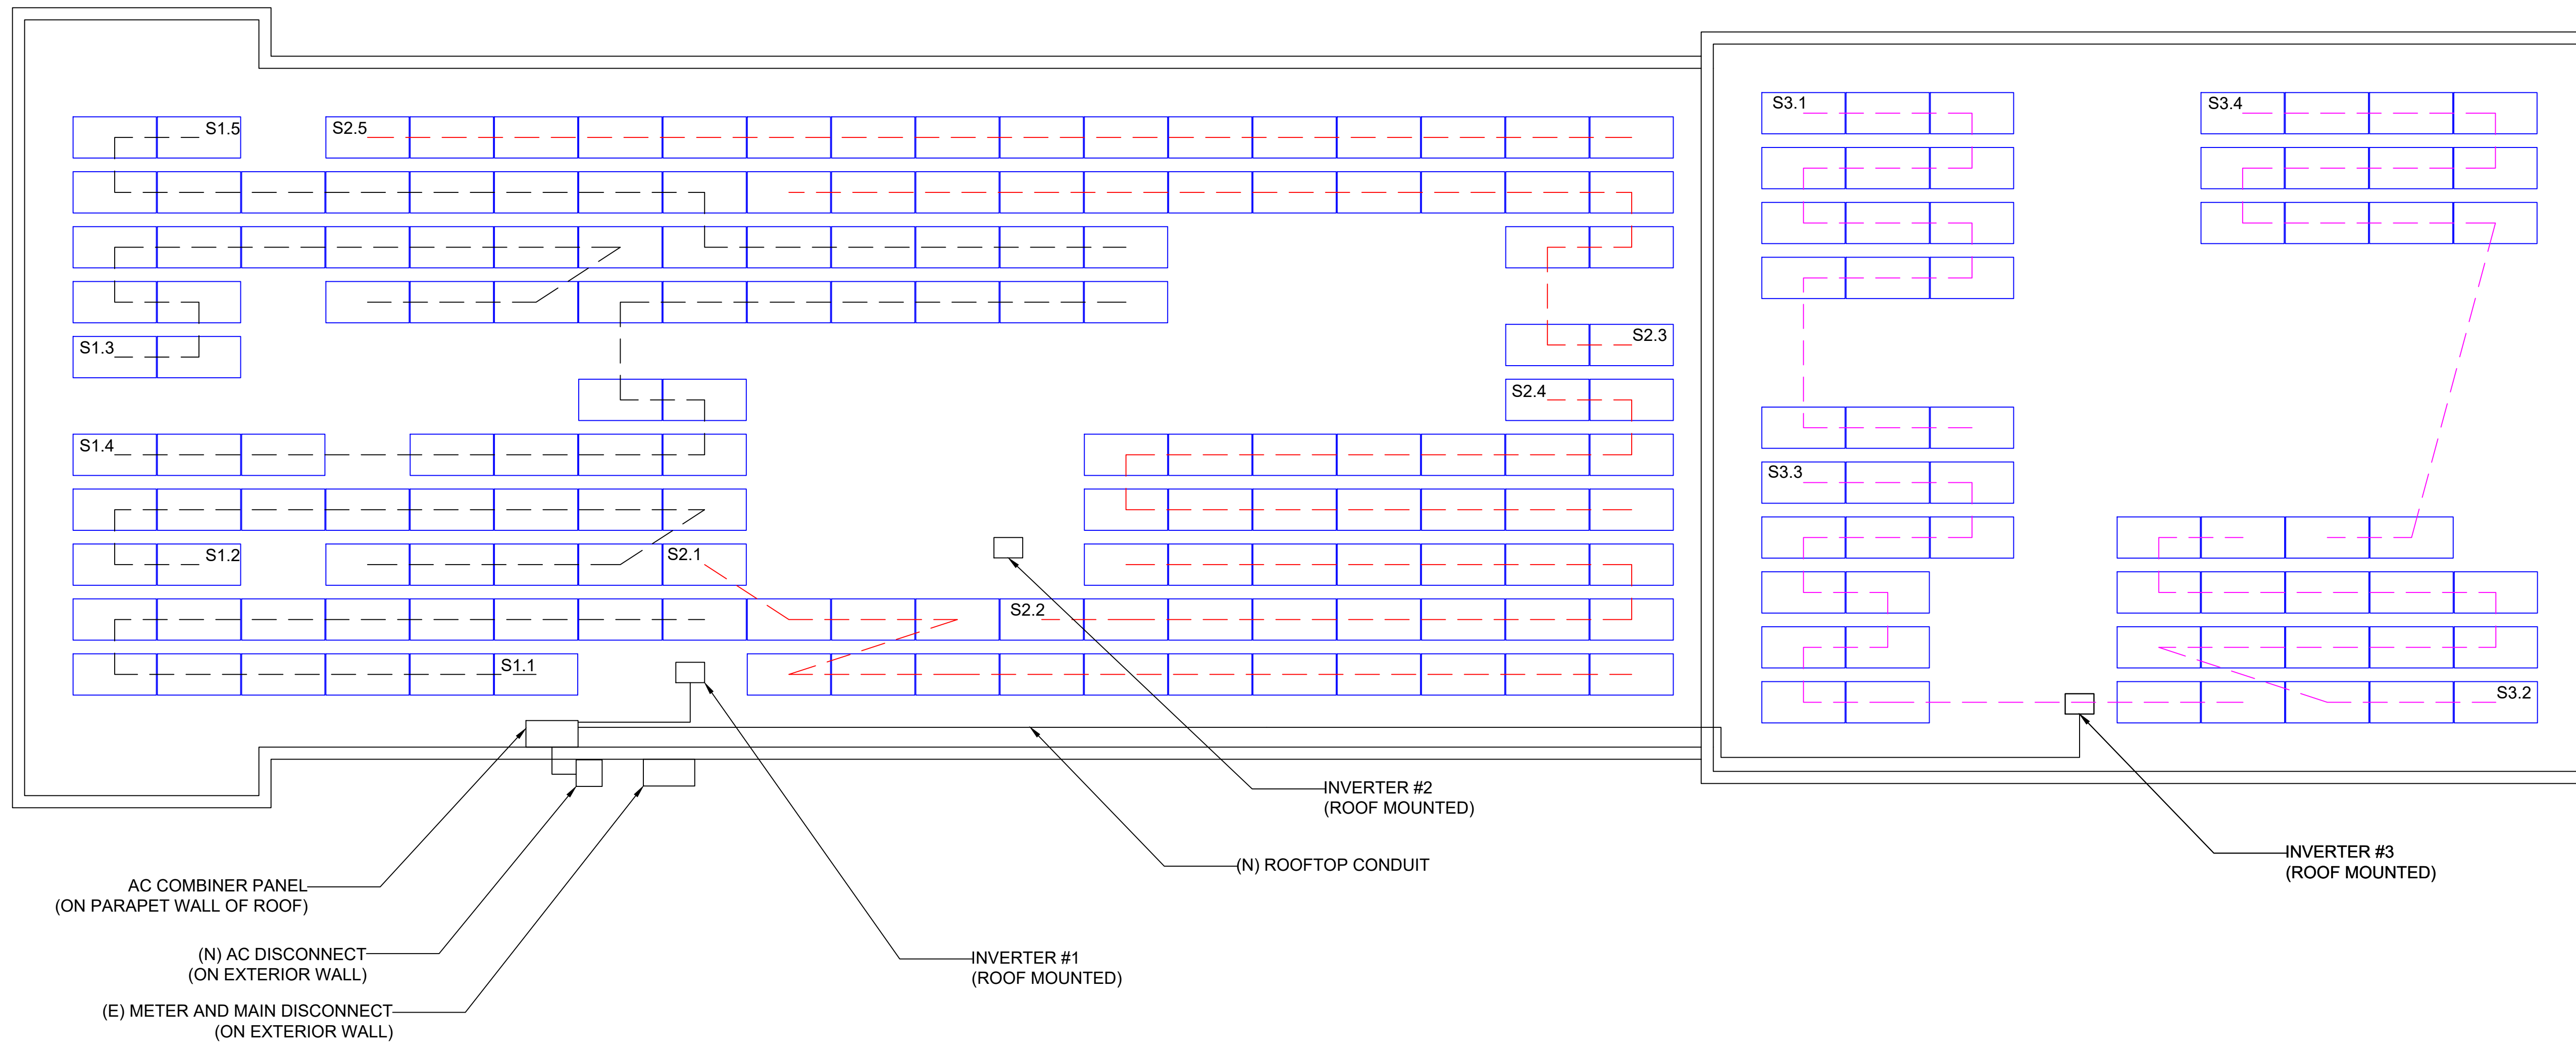 S3.1
S3.4
S1.5
S2.5
S1.3
S2.3
S2.4
S1.4
S3.3
S1.2
S2.1
S2.2
S1.1
S3.2
INVERTER #2
(ROOF MOUNTED)
INVERTER #3
(ROOF MOUNTED)
(N) ROOFTOP CONDUIT
AC COMBINER PANEL
(ON PARAPET WALL OF ROOF)
(N) AC DISCONNECT
(ON EXTERIOR WALL)
INVERTER #1
(ROOF MOUNTED)
(E) METER AND MAIN DISCONNECT
(ON EXTERIOR WALL)